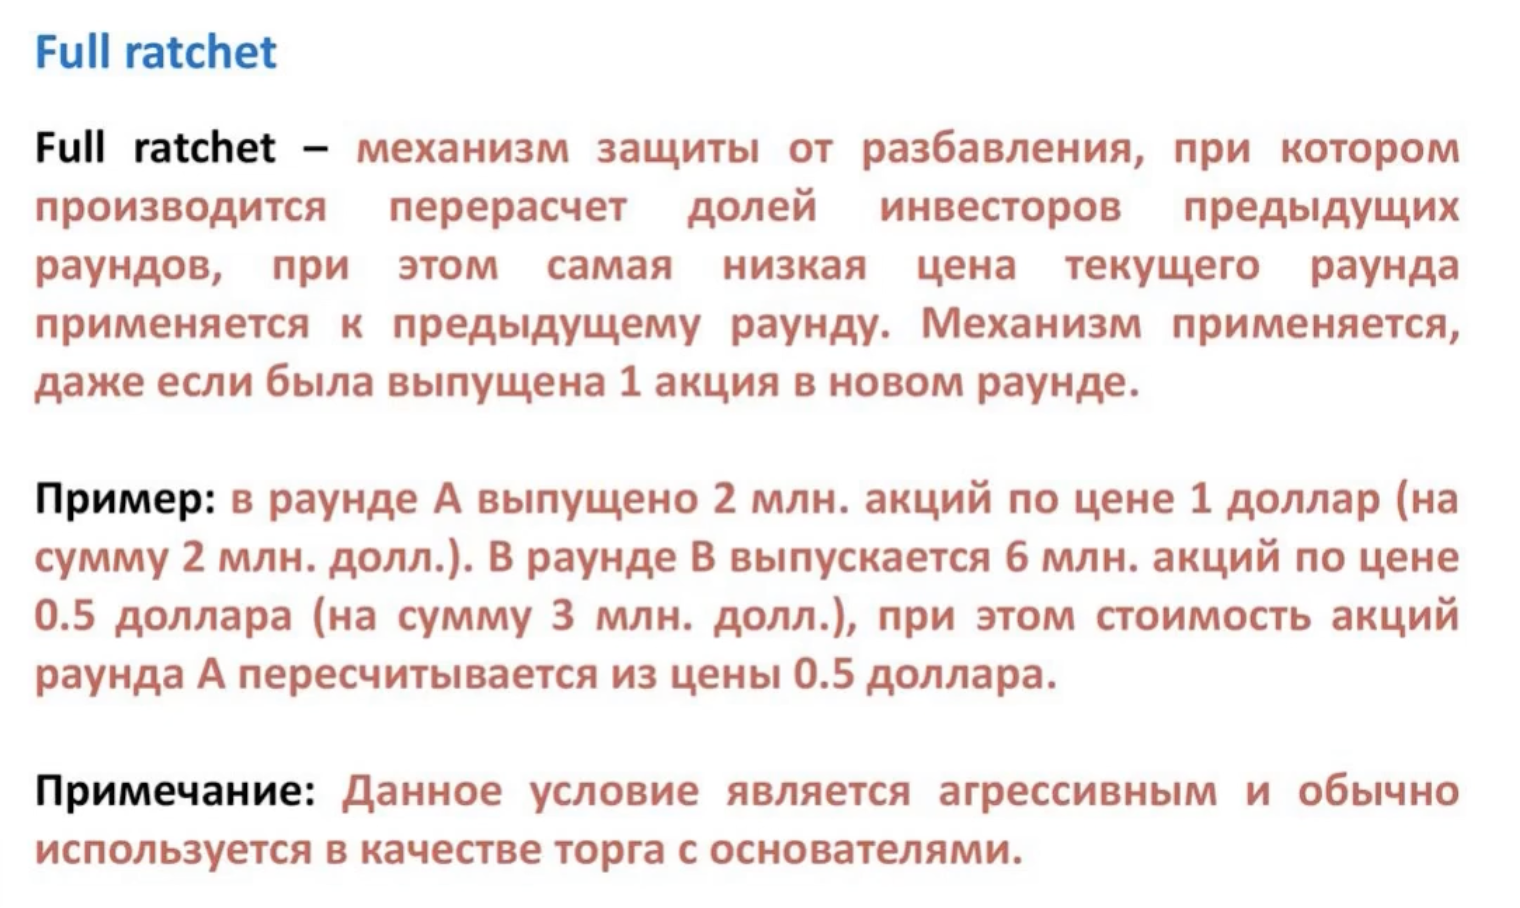 Full ratchet
Full ratchet – механизм защиты от разбавления, при котором
производится перерасчет долей инвесторов предыдущих
раундов, при этом самая низкая цена текущего раунда
применяется к предыдущему раунду. Механизм применяется,
даже если была выпущена 1 акция в новом раунде.
Пример: в раунде А выпущено 2 млн. акций по цене 1 доллар (на
сумму 2 млн. долл.). В раунде В выпускается 6 млн. акций по цене
0.5 доллара (на сумму 3 млн. долл.), при этом стоимость акций
раунда А пересчитывается из цены 0.5 доллара.
Примечание: Данное условие является агрессивным и обычно
используется в качестве торга с основателями.